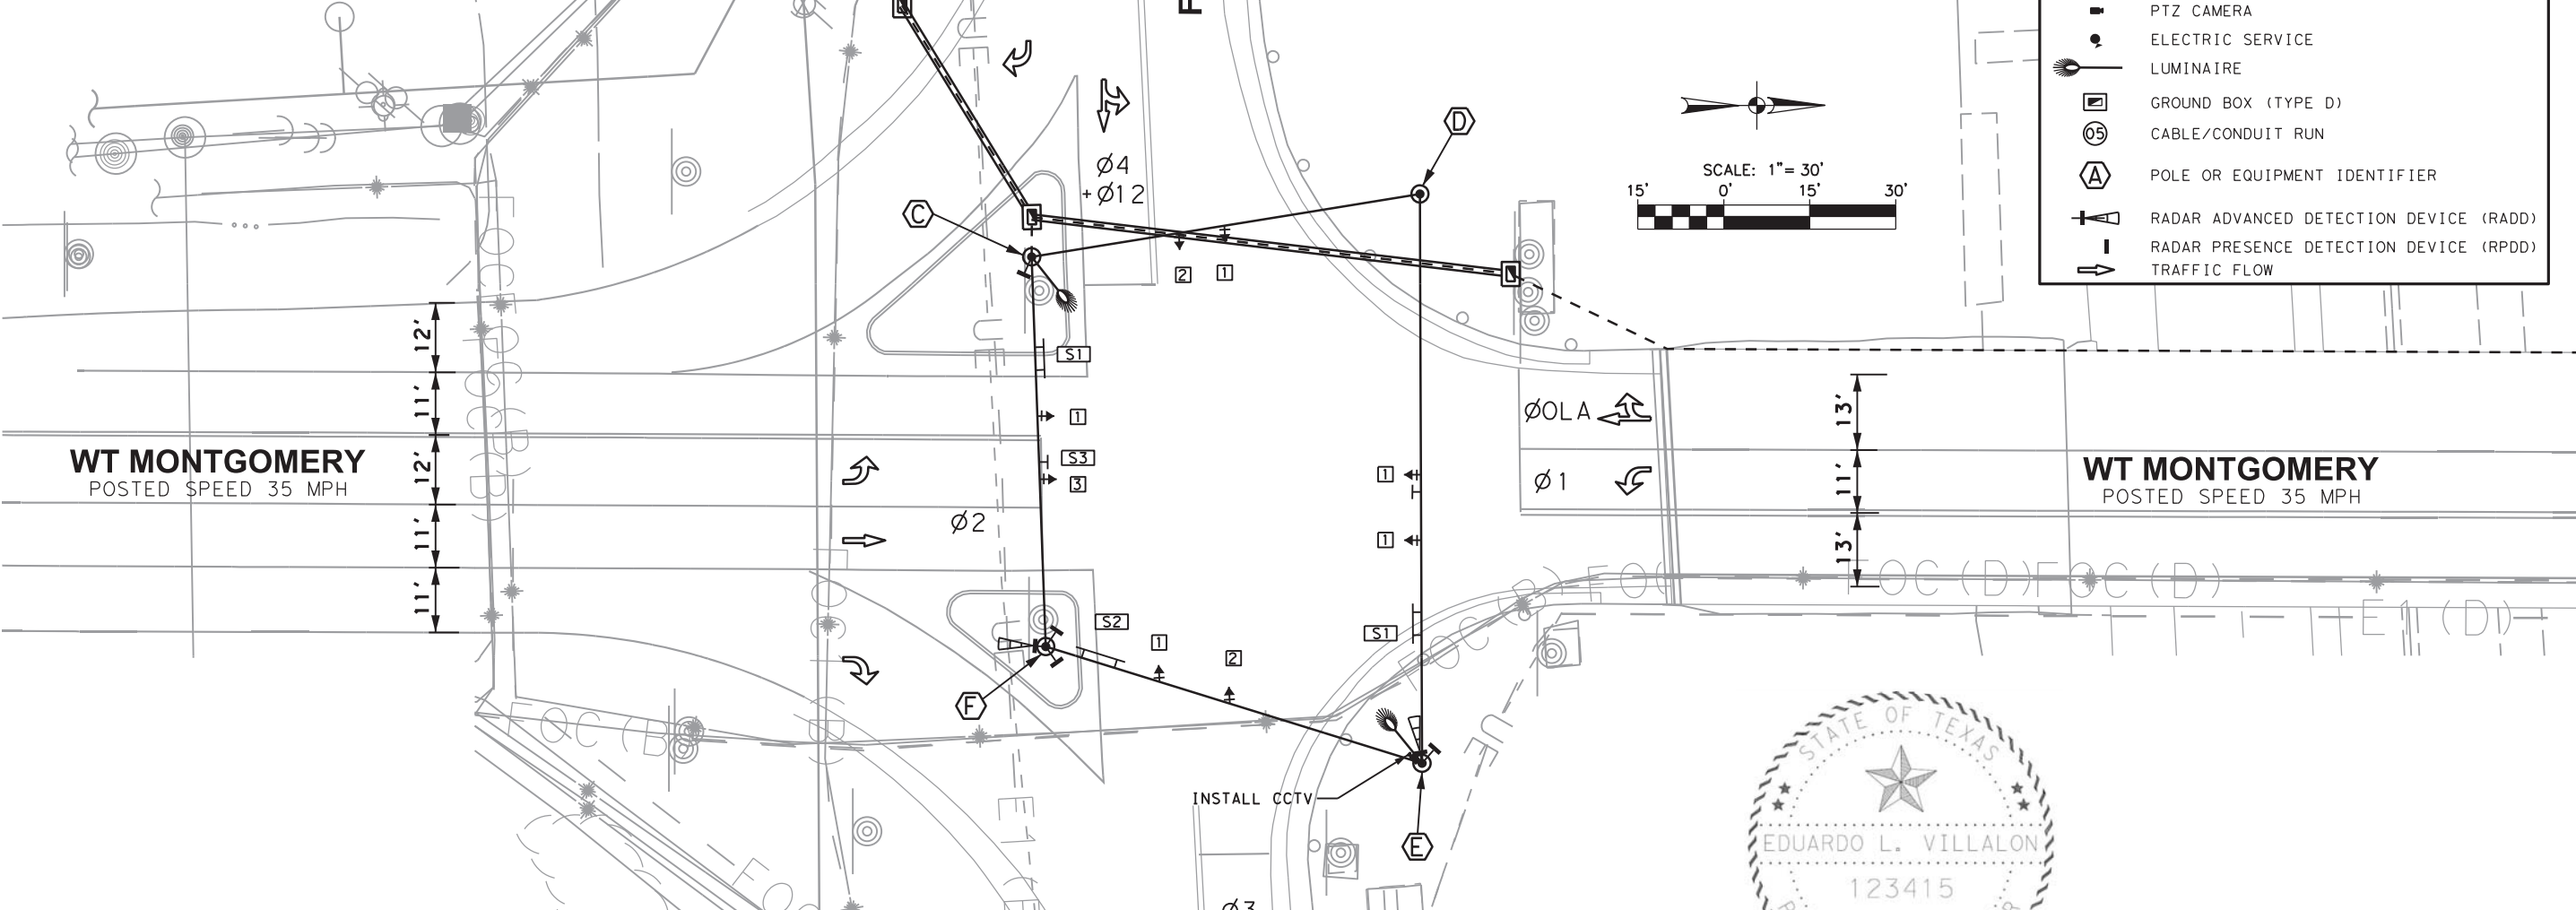 PTZ CAMERA
ELECTRIC SERVICE
LUMINAIRE
GROUND BOX (TYPE D)
05 CABLE/CONDUIT RUN
A POLE OR EQUIPMENT IDENTIFIER
RADAR ADVANCED DETECTION DEVICE (RADD)
RADAR PRESENCE DETECTION DEVICE (RPDD)
TRAFFIC FLOW
SCALE: 1"= 30'
15' 0' 15' 30'
D
Ø4
+Ø12
C
2 1
S1
1
S3
3
12'
11'
12'
11'
11'
WT MONTGOMERY
POSTED SPEED 35 MPH
Ø2
ØOLA
Ø1
1
1
S1
13'
11'
13'
WT MONTGOMERY
POSTED SPEED 35 MPH
FOC(D)FOC(D)
E1(D)
S2
1
2
F
FOC(B)
UE
INSTALL CCTV
E
Ø3
STATE OF TEXAS
EDUARDO L. VILLALON
123415